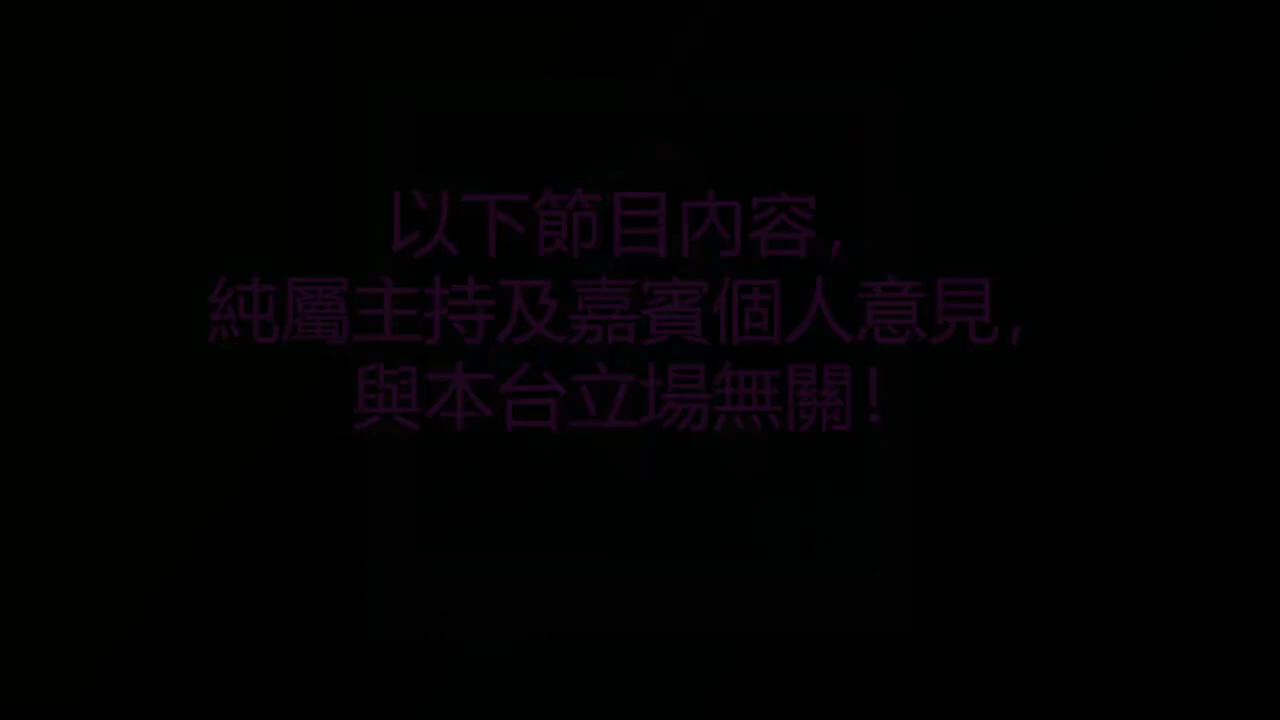 以下節目內容，
純屬主持及嘉賓個人意見，
與本台立場無關！